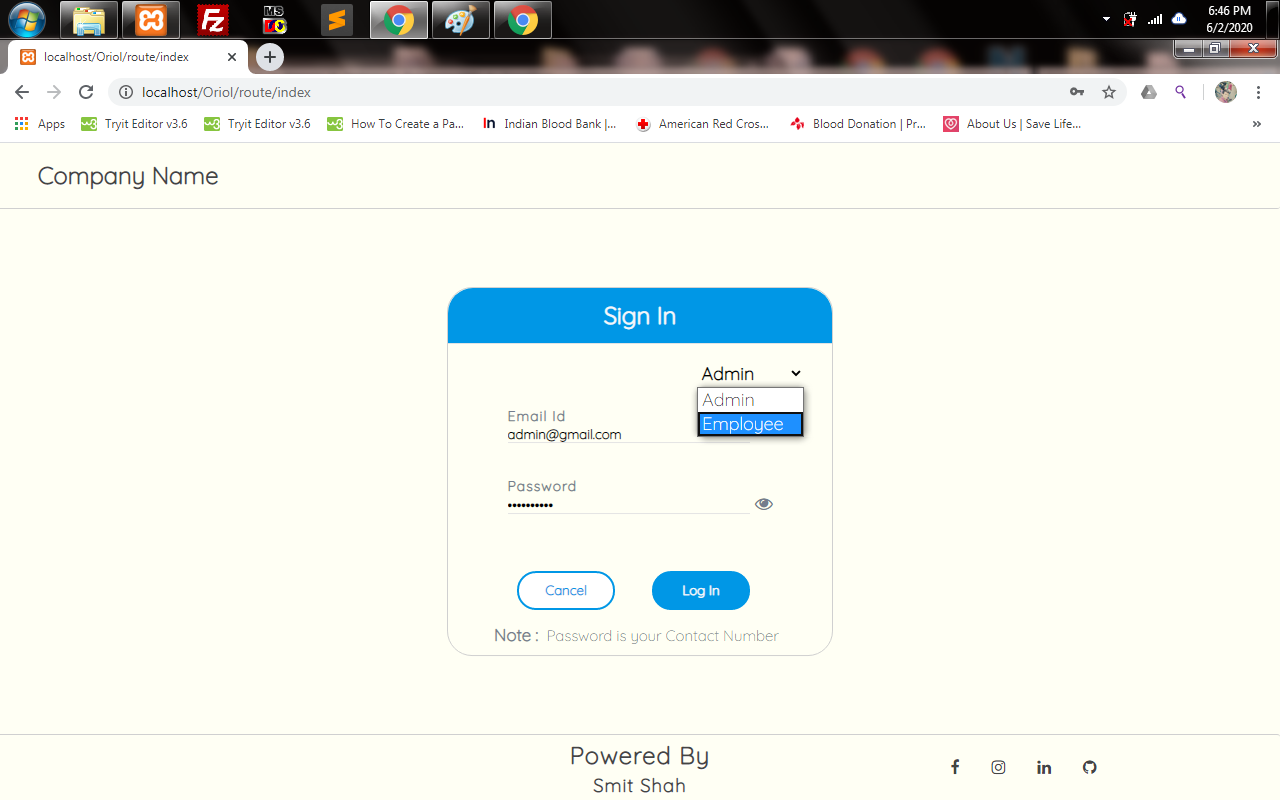 MS
6:46 PM
6/2/2020
localhost/Oriol/route/index
localhost/Oriol/route/index
Apps
Tryit Editor v3.6
Tryit Editor v3.6
How To Create a Pa...
Indian Blood Bank |...
American Red Cros...
Blood Donation | Pr...
About Us | Save Life...
»
Company Name
Sign In
Admin
Admin
Employee
Email Id
admin@gmail.com
Password
••••••••••
Cancel
Log In
Note : Password is your Contact Number
Powered By
Smit Shah